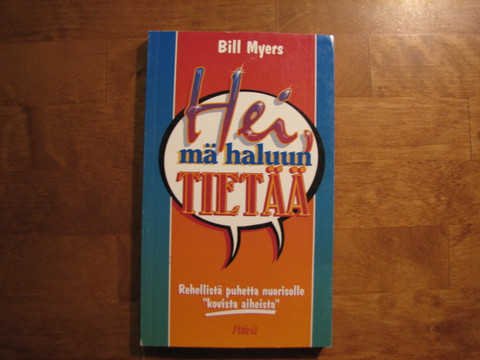 Bill Myers
Hei,
mä haluun
TIETÄÄ
Rehellistä puhetta nuorisolle
"kovista aiheista"
Päivä